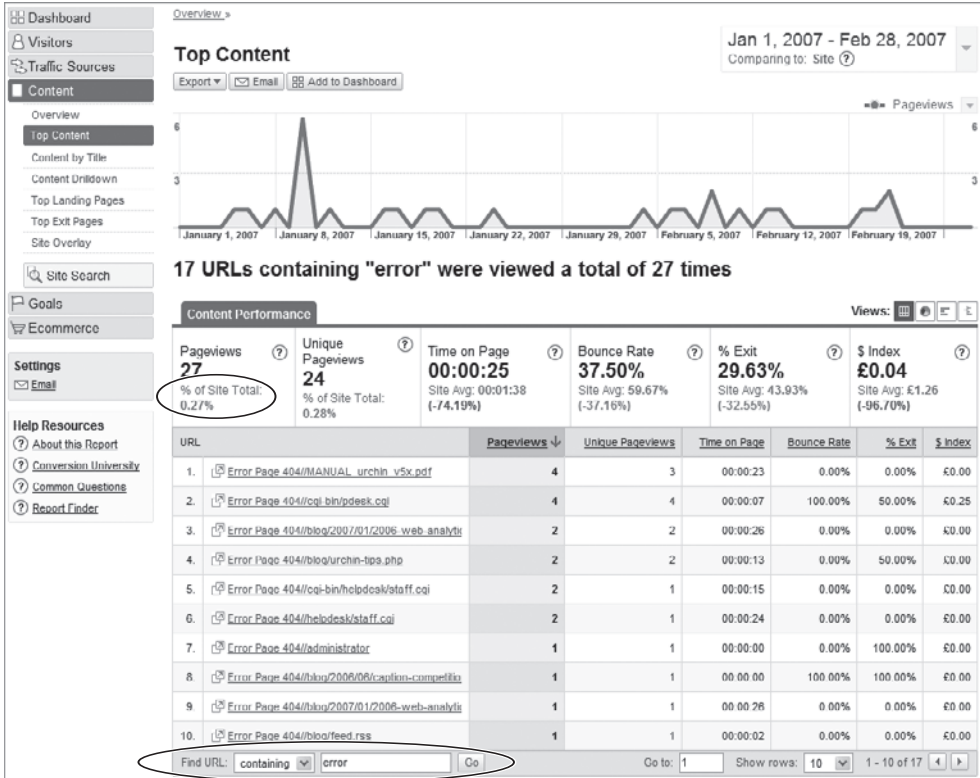 Dashboard
Visitors
Traffic Sources
Content
Overview
Top Content
Content by Title
Content Drilldown
Top Landing Pages
Top Exit Pages
Site Overlay
Site Search
Goals
Ecommerce
Settings
Email
Help Resources
About this Report
Conversion University
Common Questions
Report Finder
Overview »
Top Content
Jan 1, 2007 - Feb 28, 2007
Comparing to: Site
Export Email Add to Dashboard
Pageviews
6 6
3 3
January 1, 2007 January 8, 2007 January 15, 2007 January 22, 2007 January 29, 2007 February 5, 2007 February 12, 2007 February 19, 2007
17 URLs containing "error" were viewed a total of 27 times
Content Performance
Views:
Pageviews
27
% of Site Total:
0.27%
Unique
Pageviews
24
% of Site Total:
0.28%
Time on Page
00:00:25
Site Avg: 00:01:38
(-74.19%)
Bounce Rate
37.50%
Site Avg: 59.67%
(-37.16%)
% Exit
29.63%
Site Avg: 43.93%
(-32.55%)
$ Index
£0.04
Site Avg: £1.26
(-96.70%)
URL Pageviews Unique Pageviews Time on Page Bounce Rate % Exit $ Index
1. Error Page 404//MANUAL_urchin_v5x.pdf 4 3 00:00:23 0.00% 0.00% £0.00
2. Error Page 404//cgi-bin/pdesk.cgi 4 4 00:00:07 100.00% 50.00% £0.25
3. Error Page 404//blog/2007/01/2006-web-analytic 2 2 00:00:26 0.00% 0.00% £0.00
4. Error Page 404//blog/urchin-tips.php 2 2 00:00:13 0.00% 50.00% £0.00
5. Error Page 404//cgi-bin/helpdesk/staff.cgi 2 1 00:00:15 0.00% 0.00% £0.00
6. Error Page 404//helpdesk/staff.cgi 2 1 00:00:24 0.00% 0.00% £0.00
7. Error Page 404//administrator 1 1 00:00:00 0.00% 100.00% £0.00
8. Error Page 404//blog/2006/06/caption-competitio 1 1 00:00:00 100.00% 100.00% £0.00
9. Error Page 404//blog/2007/01/2006-web-analytic 1 1 00:00:26 0.00% 0.00% £0.00
10. Error Page 404//blog/feed.rss 1 1 00:00:02 0.00% 0.00% £0.00
Find URL: containing error Go Go to: 1 Show rows: 10 1 - 10 of 17